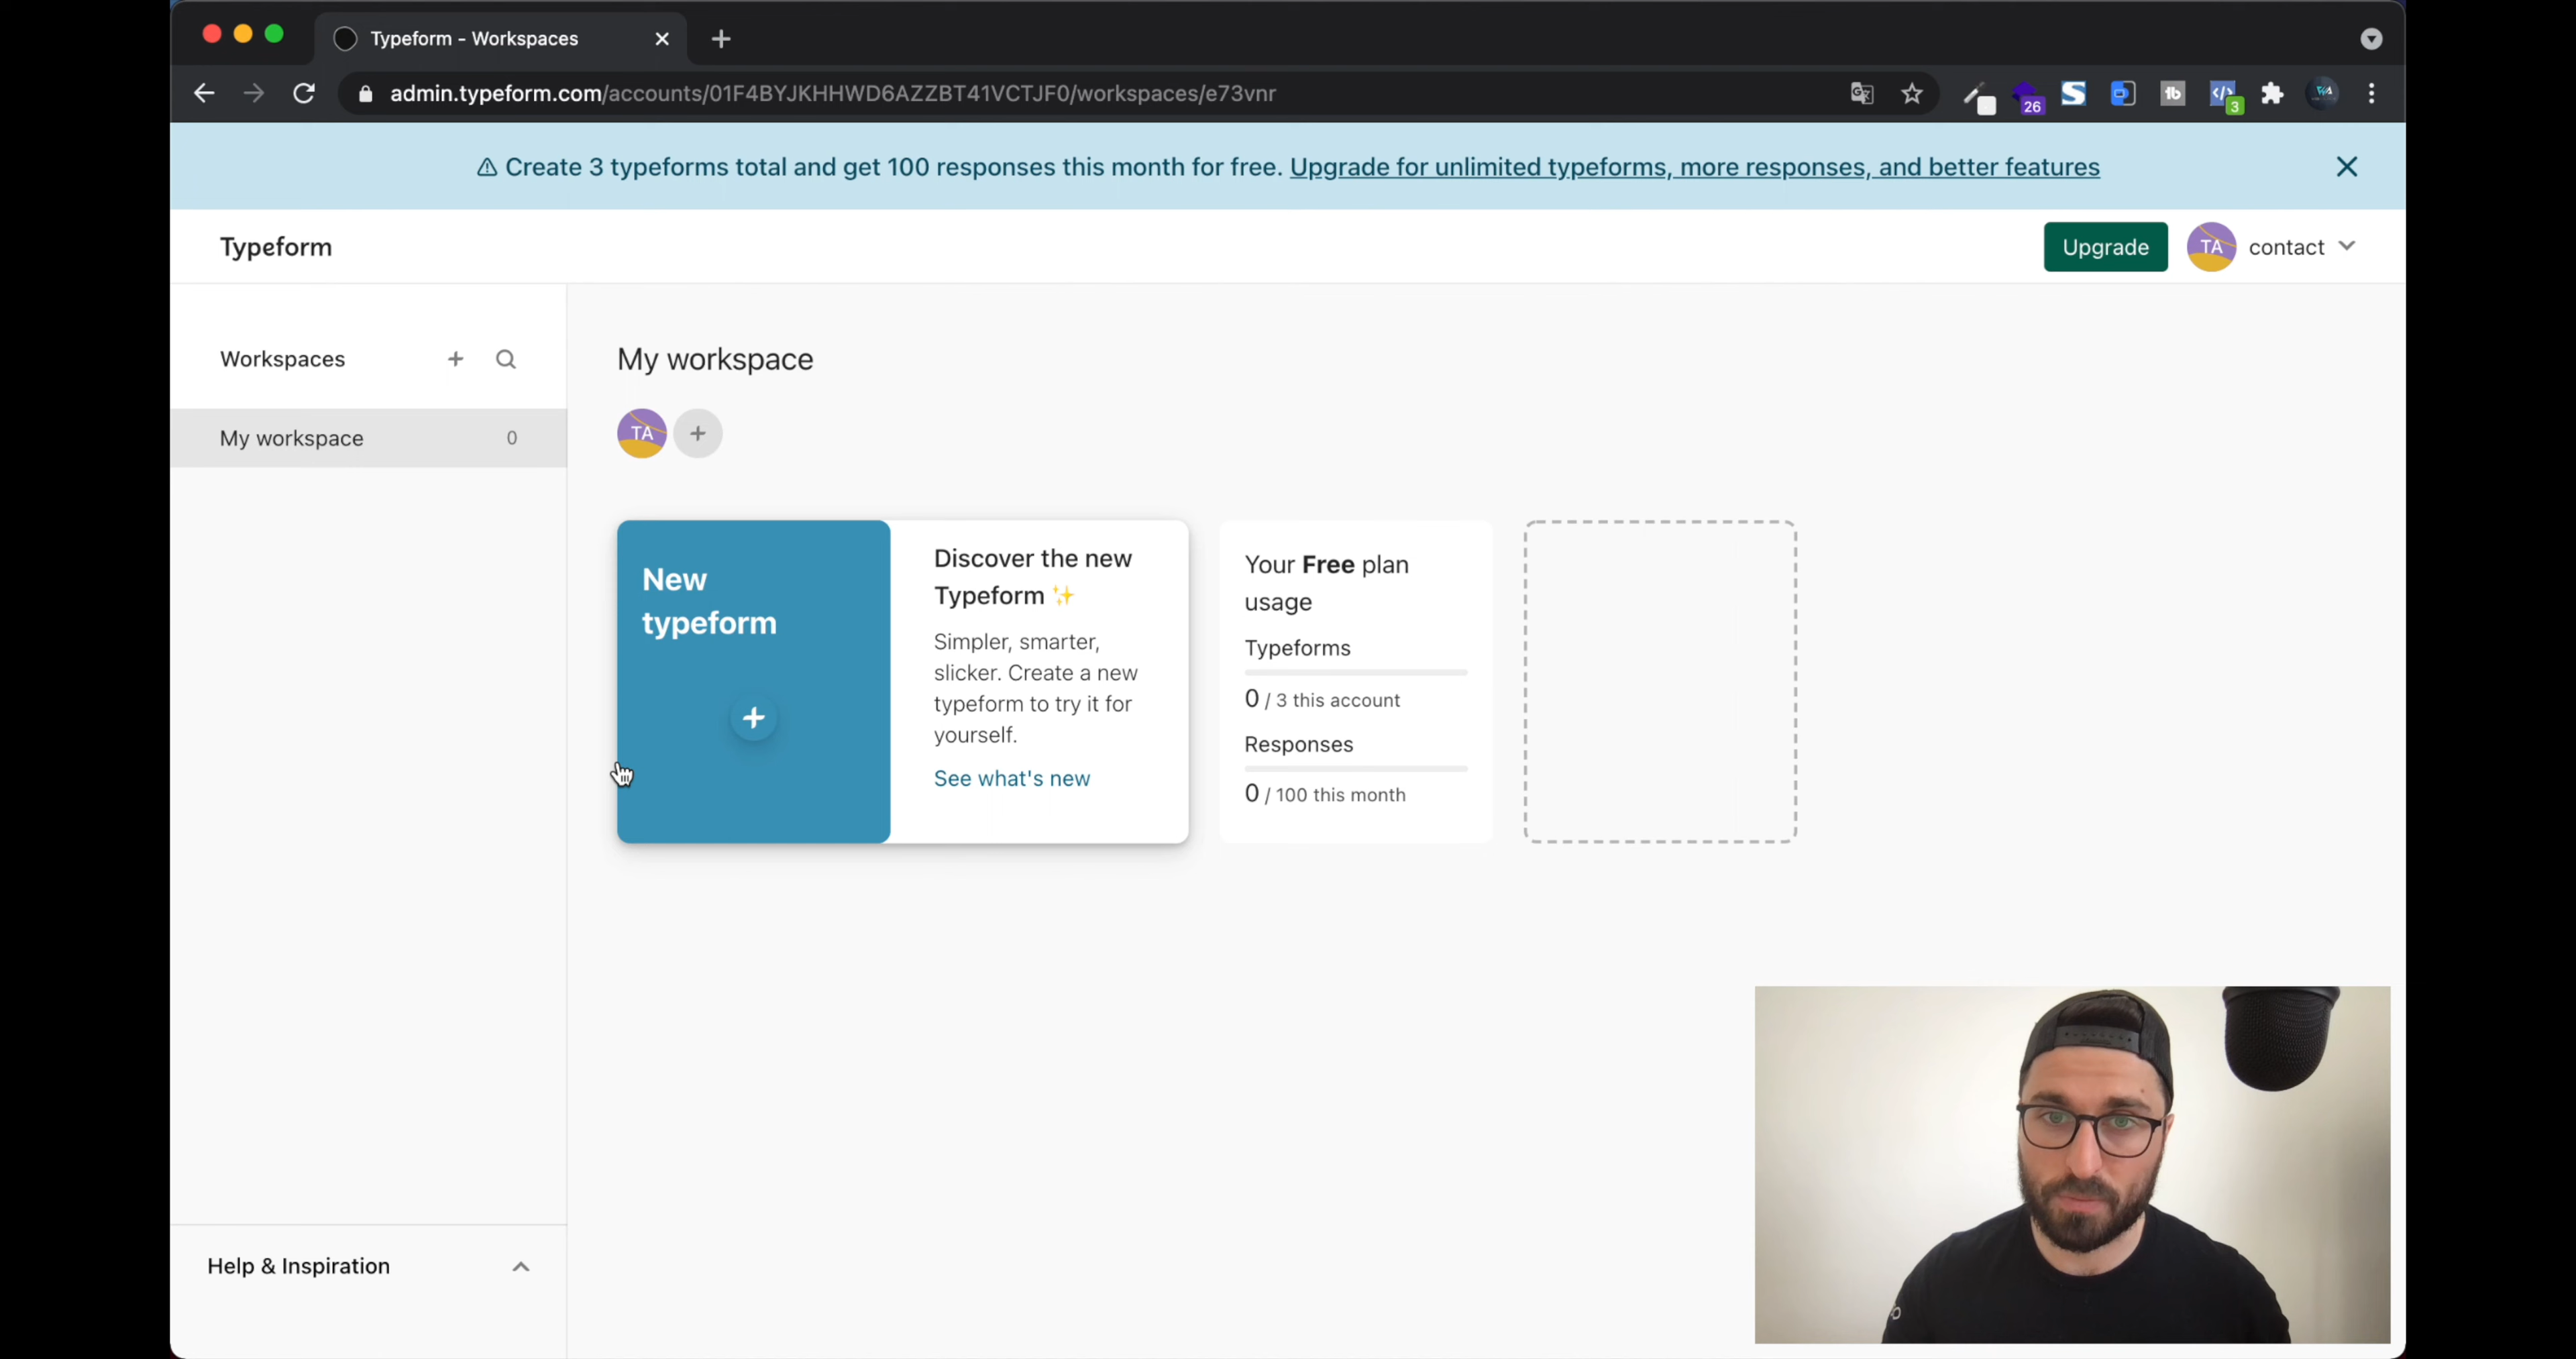 Typeform - Workspaces
admin.typeform.com/accounts/01F4BYJKHHWD6AZZBT41VCTJF0/workspaces/e73vnr
26
3
Create 3 typeforms total and get 100 responses this month for free. Upgrade for unlimited typeforms, more responses, and better features
Typeform
Upgrade
TA
contact
Workspaces
My workspace 0
My workspace
TA
New
typeform
Discover the new
Typeform ✨
Simpler, smarter,
slicker. Create a new
typeform to try it for
yourself.
See what's new
Your Free plan
usage
Typeforms
0 / 3 this account
Responses
0 / 100 this month
Help & Inspiration